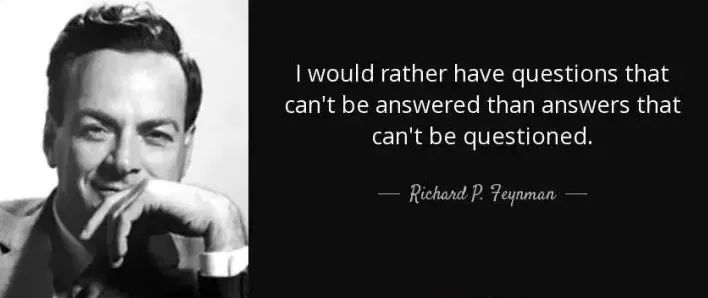 I would rather have questions that
can't be answered than answers that
can't be questioned.
— Richard P. Feynman —